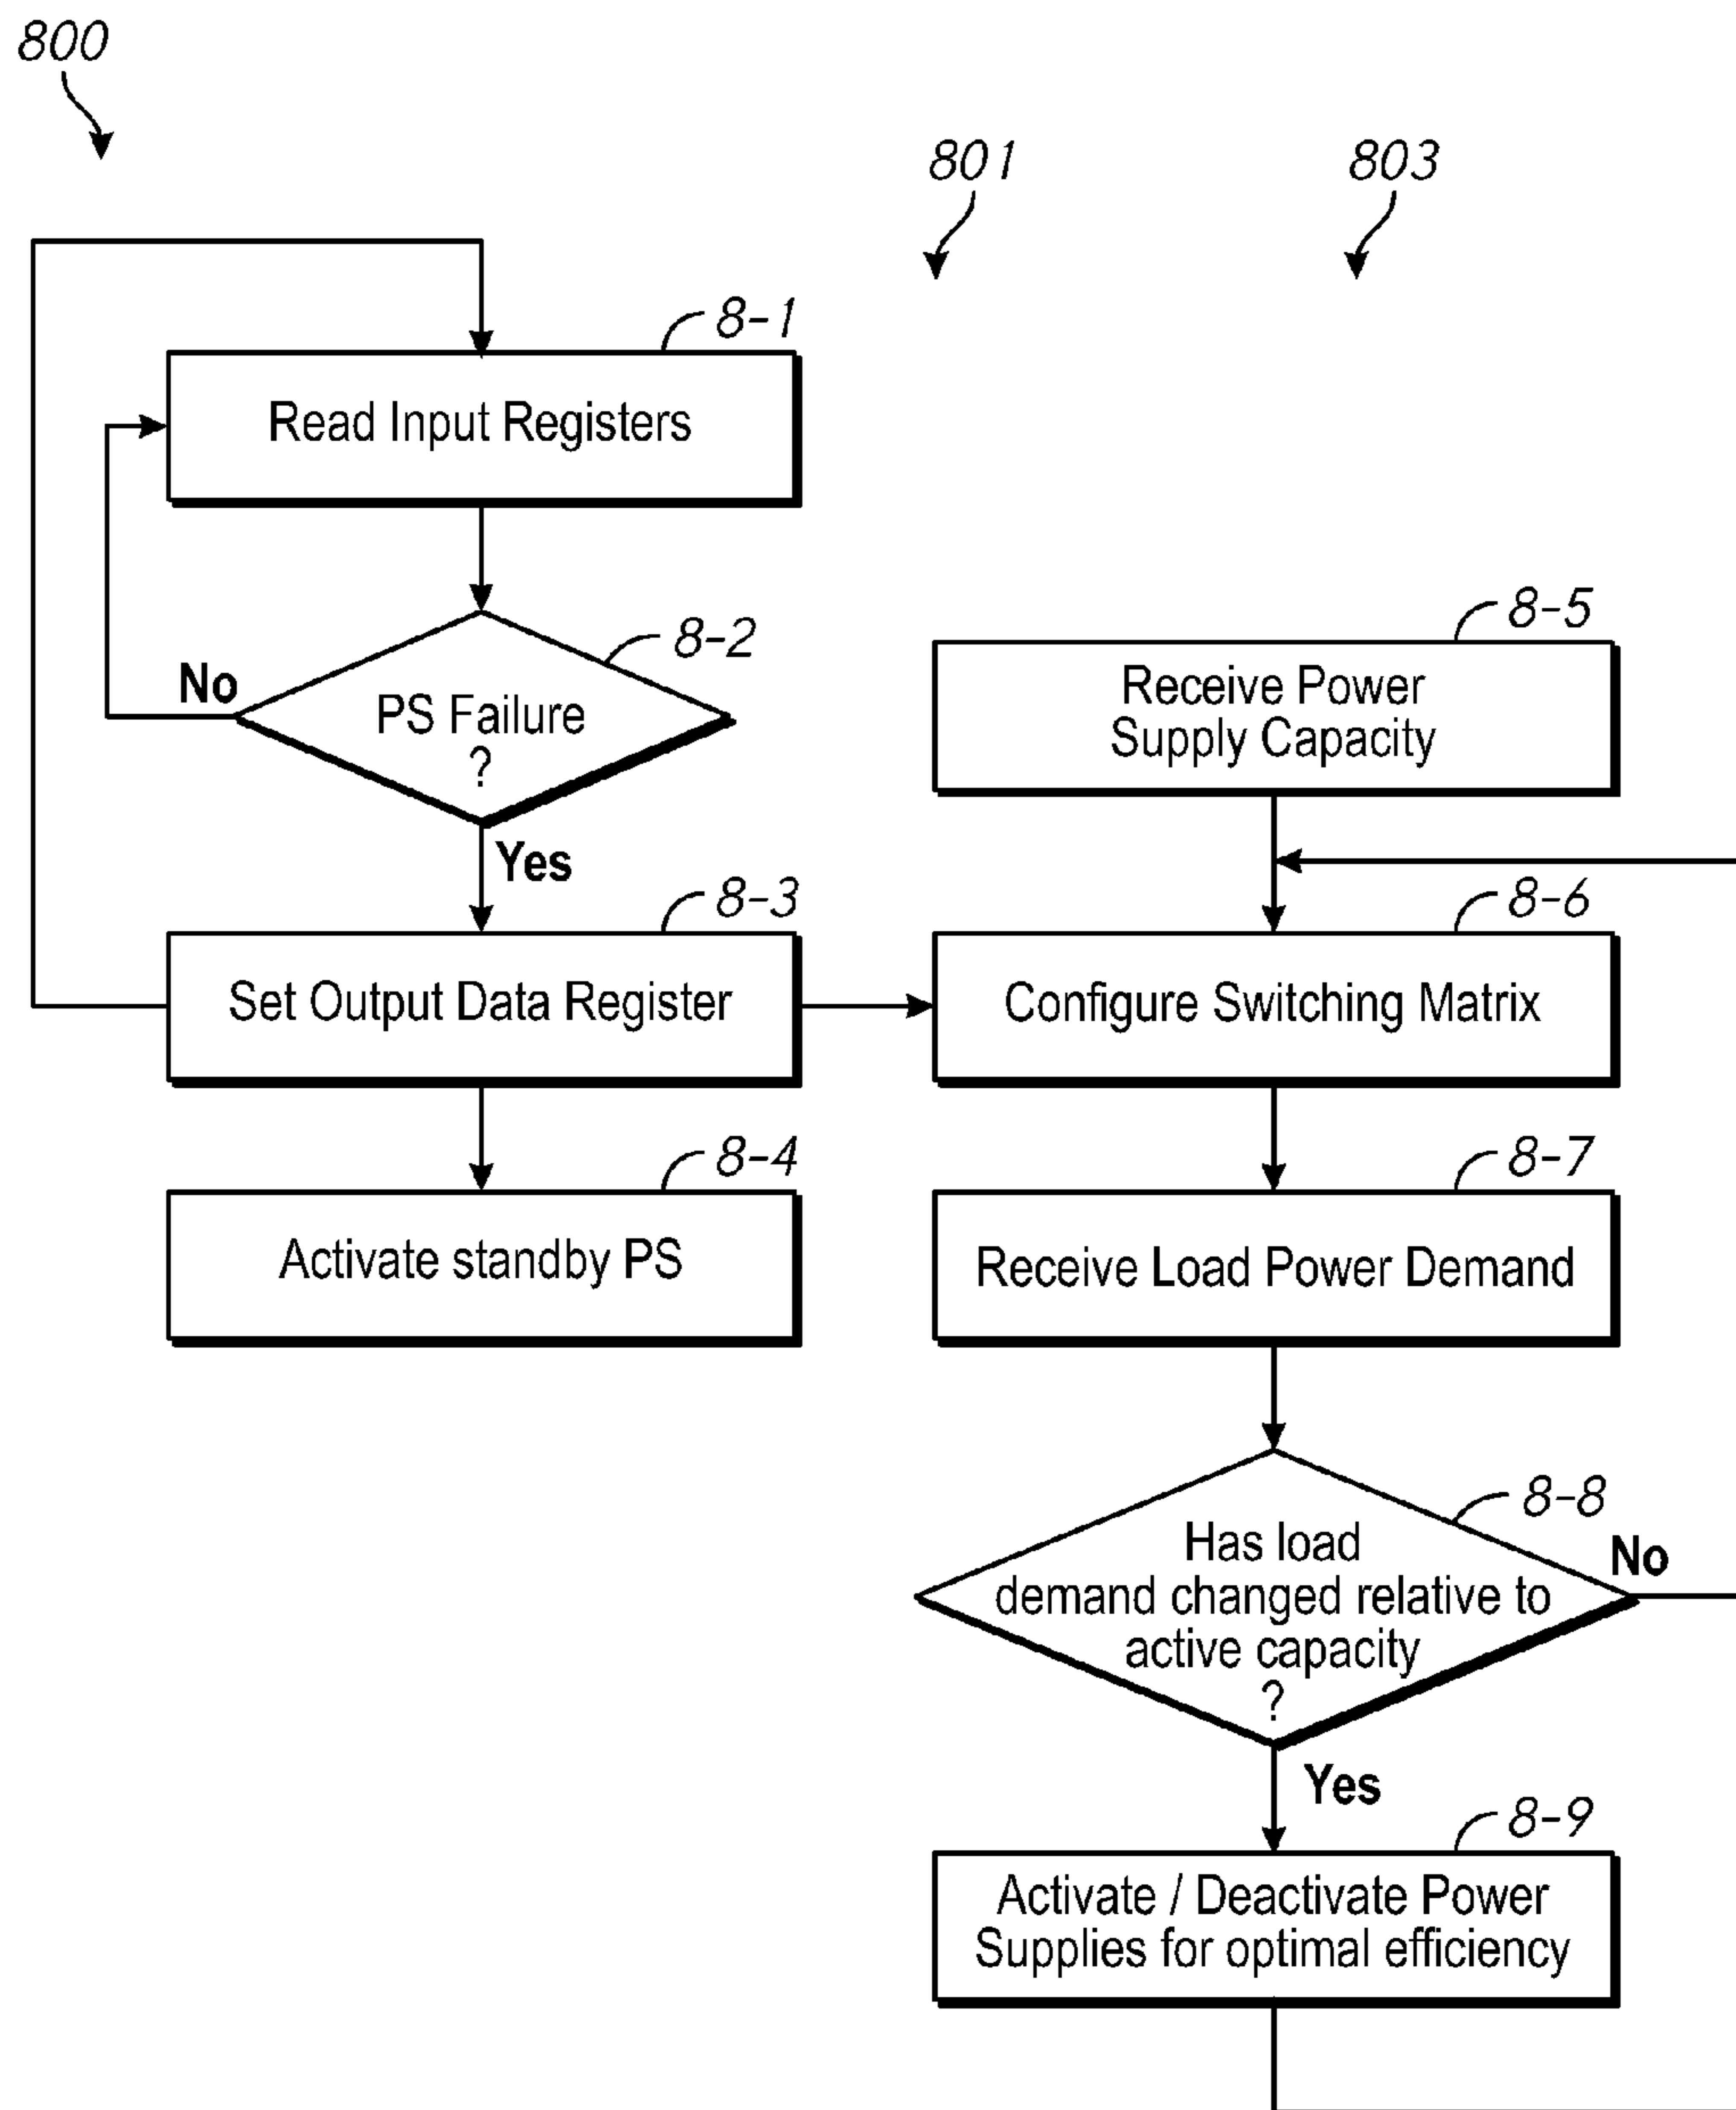 800
801
803
8-1
Read Input Registers
8-2
No
PS Failure
?
Yes
8-3
Set Output Data Register
8-4
Activate standby PS
8-5
Receive Power
Supply Capacity
8-6
Configure Switching Matrix
8-7
Receive Load Power Demand
8-8
Has load
demand changed relative to
active capacity
?
No
Yes
8-9
Activate / Deactivate Power
Supplies for optimal efficiency